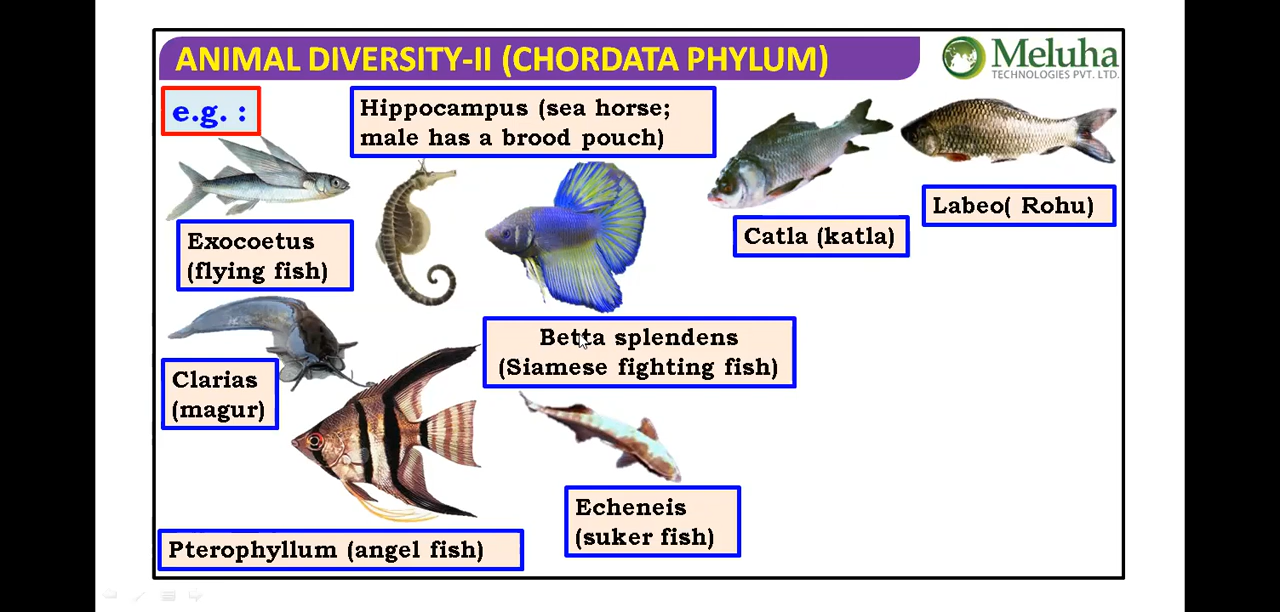 ANIMAL DIVERSITY-II (CHORDATA PHYLUM)
Meluha
TECHNOLOGIES PVT. LTD.
e.g. :
Hippocampus (sea horse;
male has a brood pouch)
Labeo( Rohu)
Catla (katla)
Exocoetus
(flying fish)
Betta splendens
(Siamese fighting fish)
Clarias
(magur)
Echeneis
(suker fish)
Pterophyllum (angel fish)